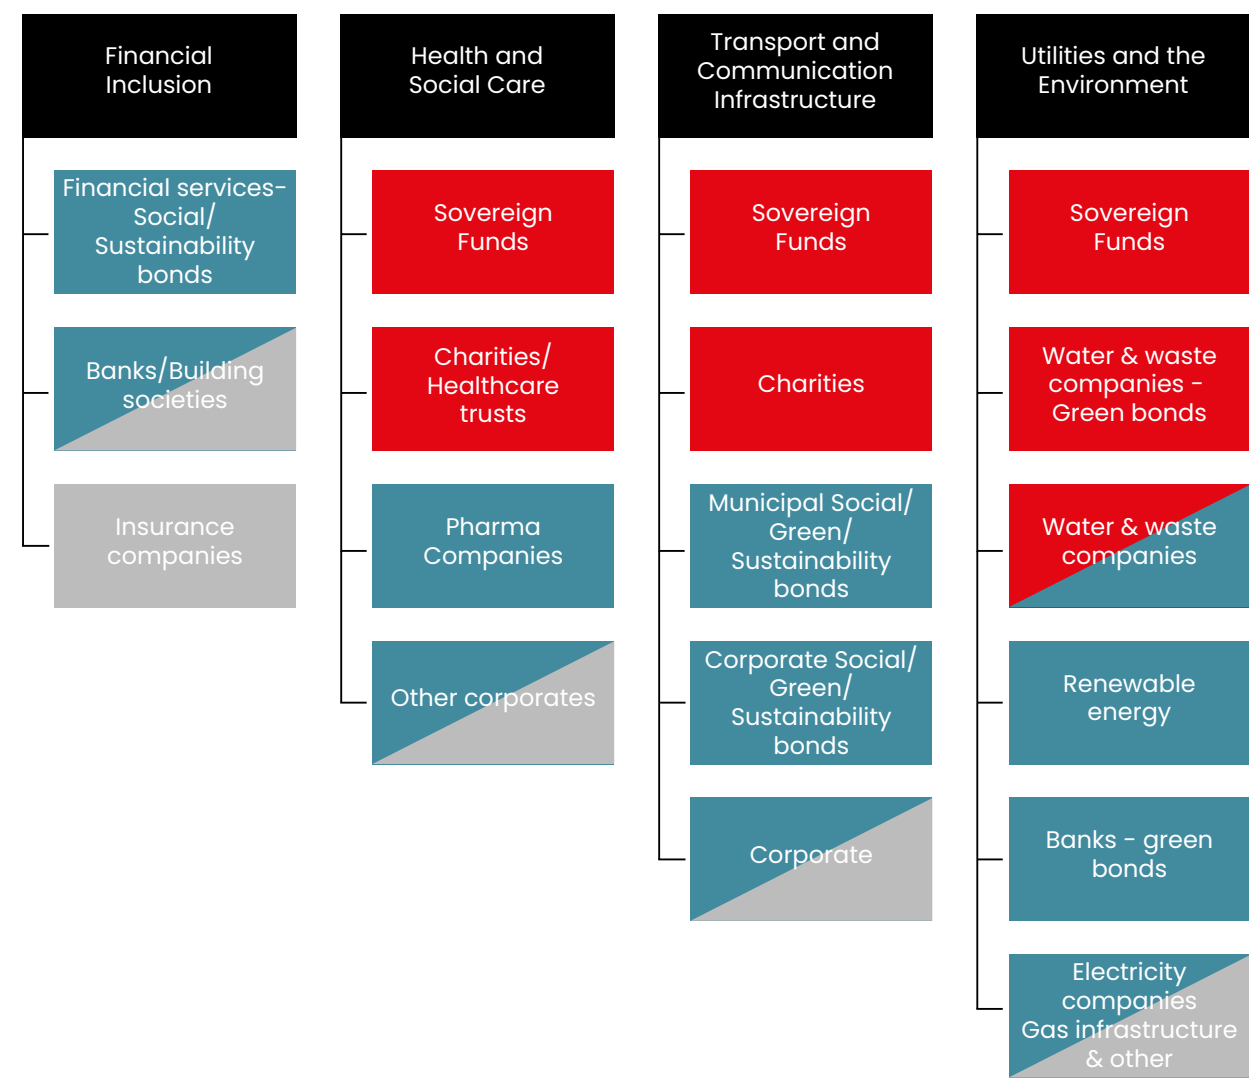 Financial
Inclusion
Financial services-
Social/
Sustainability
bonds
Banks/Building
societies
Insurance
companies
Health and
Social Care
Sovereign
Funds
Charities/
Healthcare
trusts
Pharma
Companies
Other corporates
Transport and
Communication
Infrastructure
Sovereign
Funds
Charities
Municipal Social/
Green/
Sustainability
bonds
Corporate Social/
Green/
Sustainability
bonds
Corporate
Utilities and the
Environment
Sovereign
Funds
Water & waste
companies -
Green bonds
Water & waste
companies
Renewable
energy
Banks - green
bonds
Electricity
companies
Gas infrastructure
& other